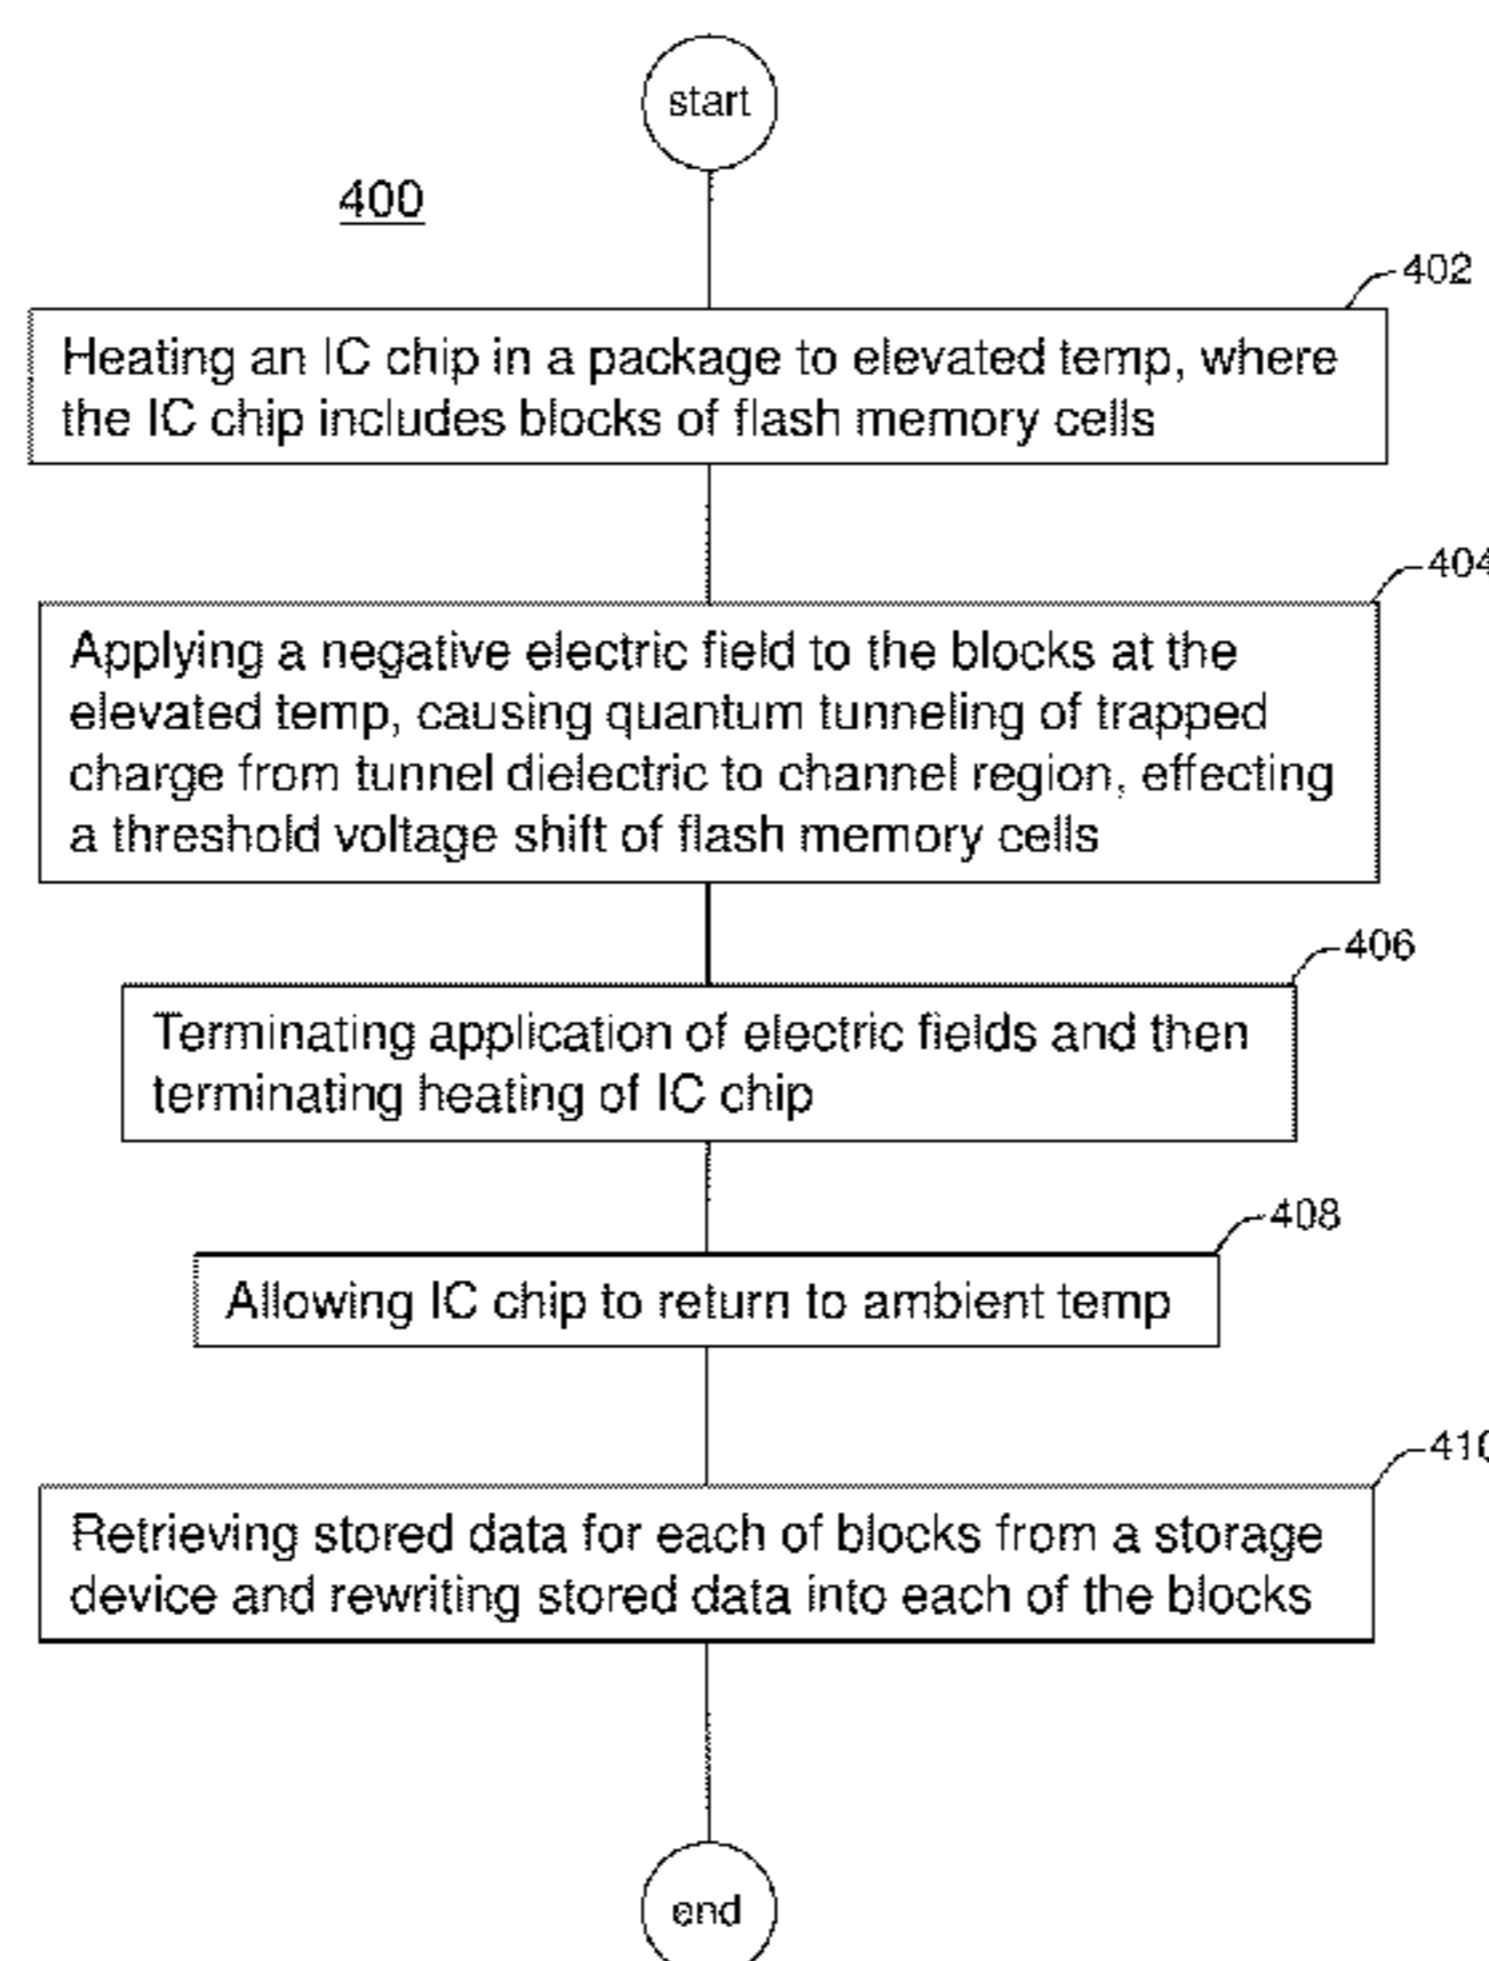 start
400
402
Heating an IC chip in a package to elevated temp, where
the IC chip includes blocks of flash memory cells
404
Applying a negative electric field to the blocks at the
elevated temp, causing quantum tunneling of trapped
charge from tunnel dielectric to channel region, effecting
a threshold voltage shift of flash memory cells
406
Terminating application of electric fields and then
terminating heating of IC chip
408
Allowing IC chip to return to ambient temp
410
Retrieving stored data for each of blocks from a storage
device and rewriting stored data into each of the blocks
end